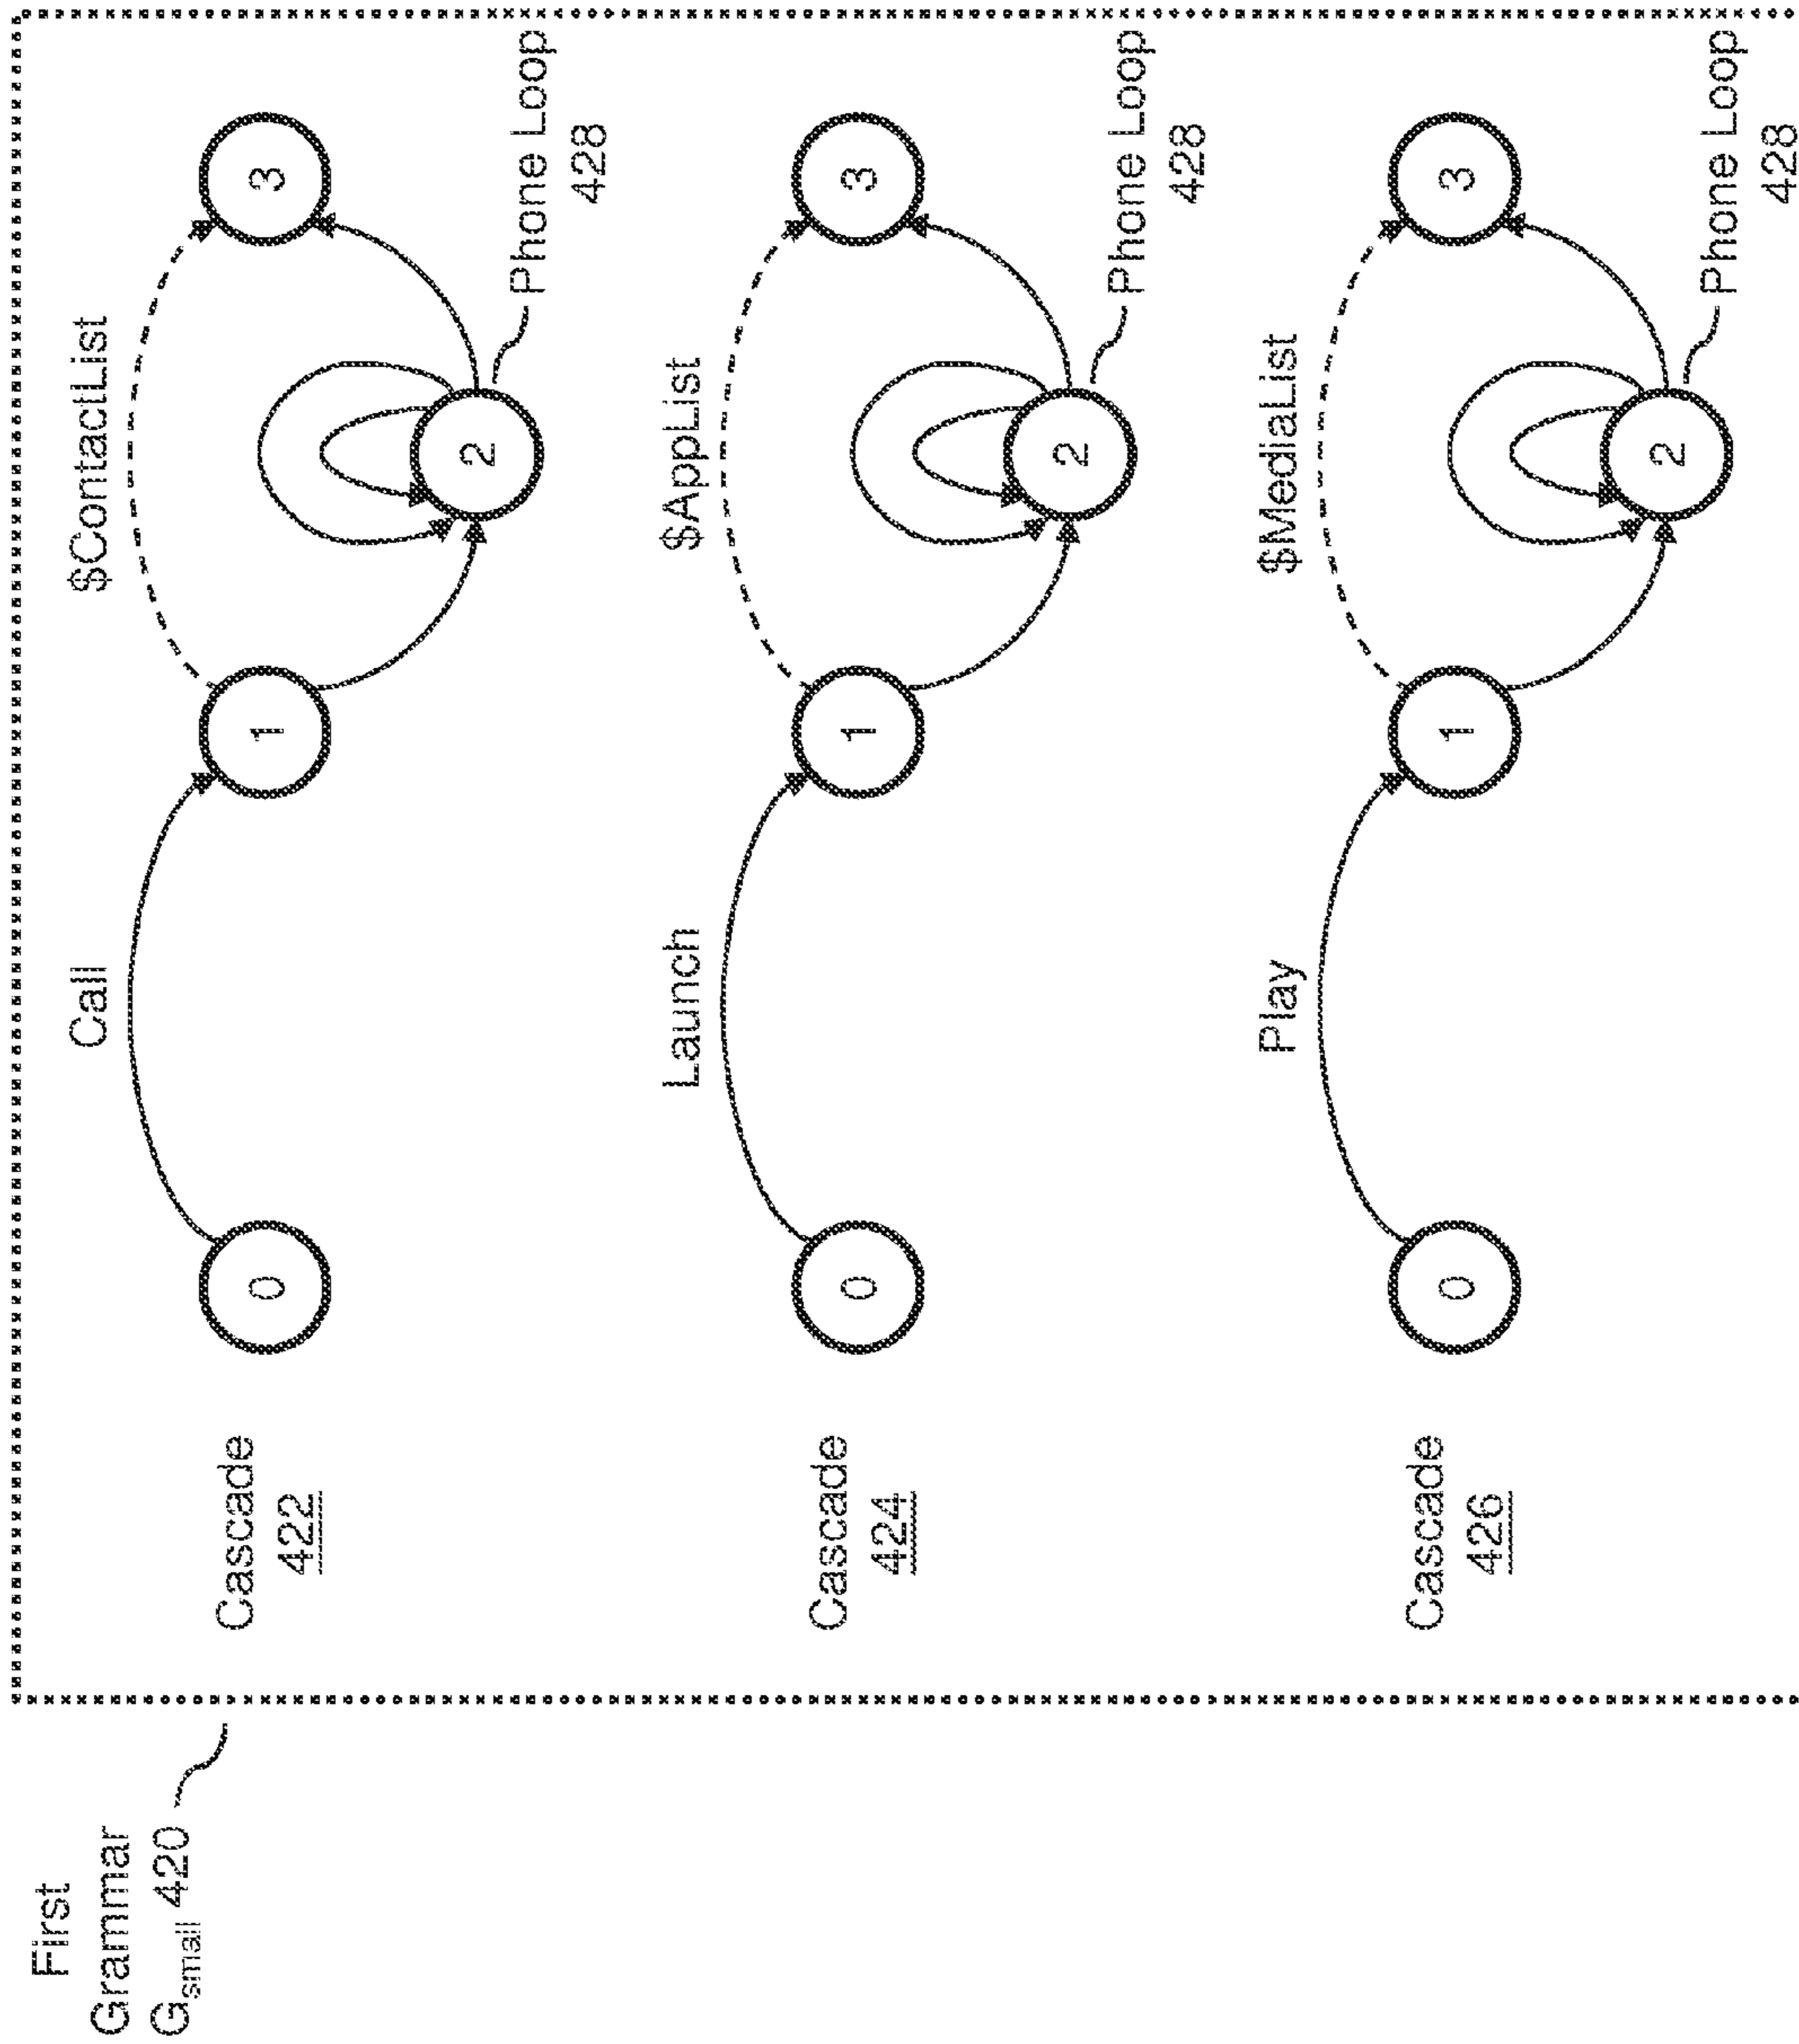 First
Grammar
Gsmall 420
Cascade
422
0
Call
1
$ContactList
2
3
Phone Loop
428
Cascade
424
0
Launch
1
$AppList
2
3
Phone Loop
428
Cascade
426
0
Play
1
$MediaList
2
3
Phone Loop
428